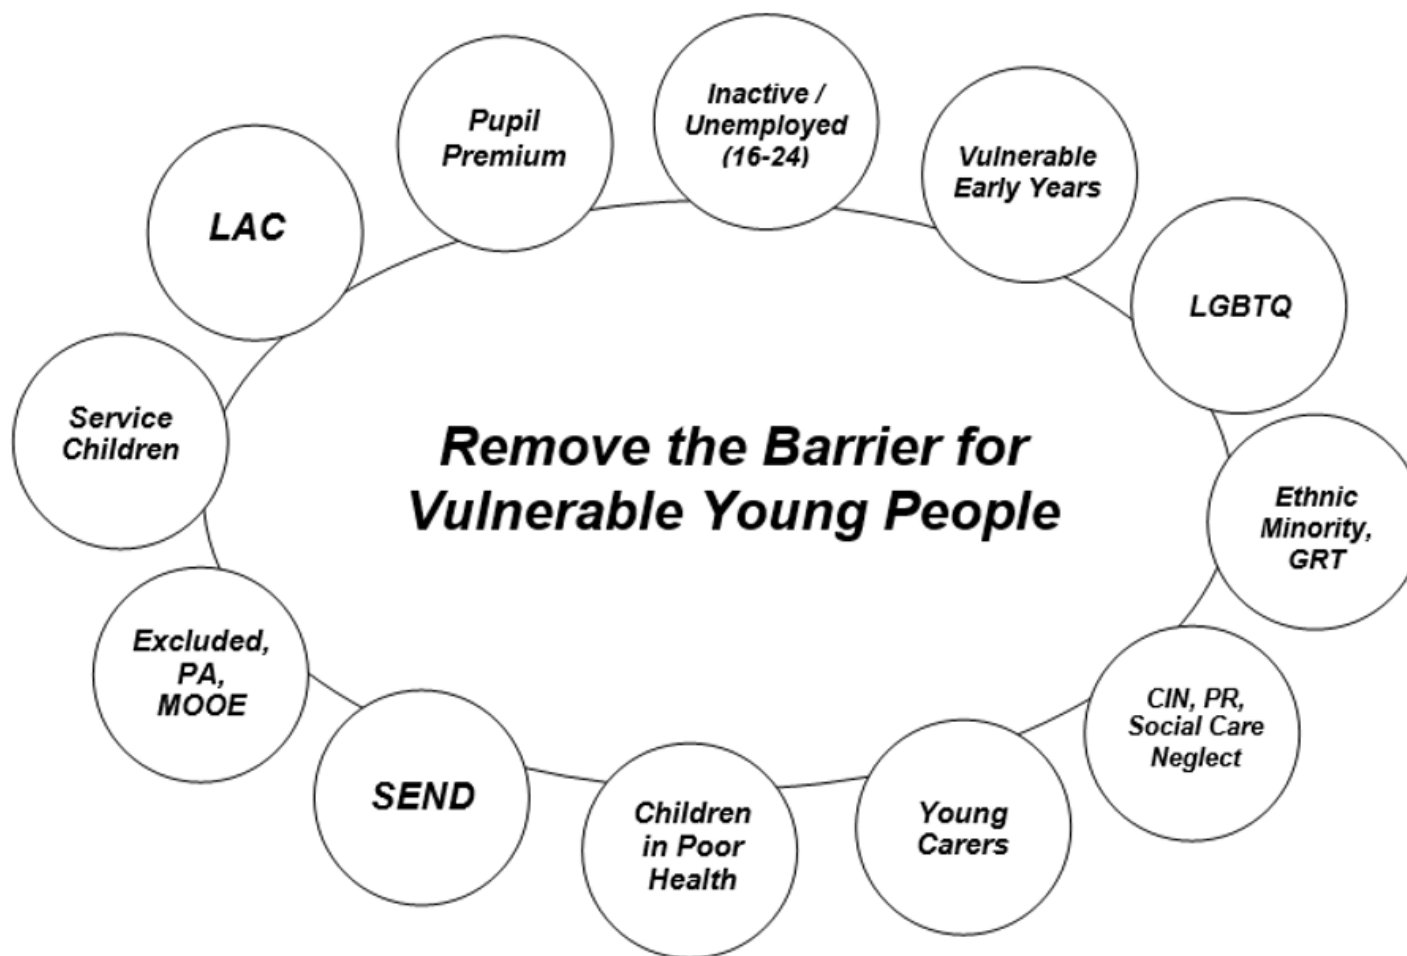 Inactive /
Unemployed
(16-24)
Pupil
Premium
Vulnerable
Early Years
LAC
LGBTQ
Service
Children
Remove the Barrier for
Vulnerable Young People
Ethnic
Minority,
GRT
Excluded,
PA,
MOOE
CIN, PR,
Social Care
Neglect
SEND
Children
in Poor
Health
Young
Carers